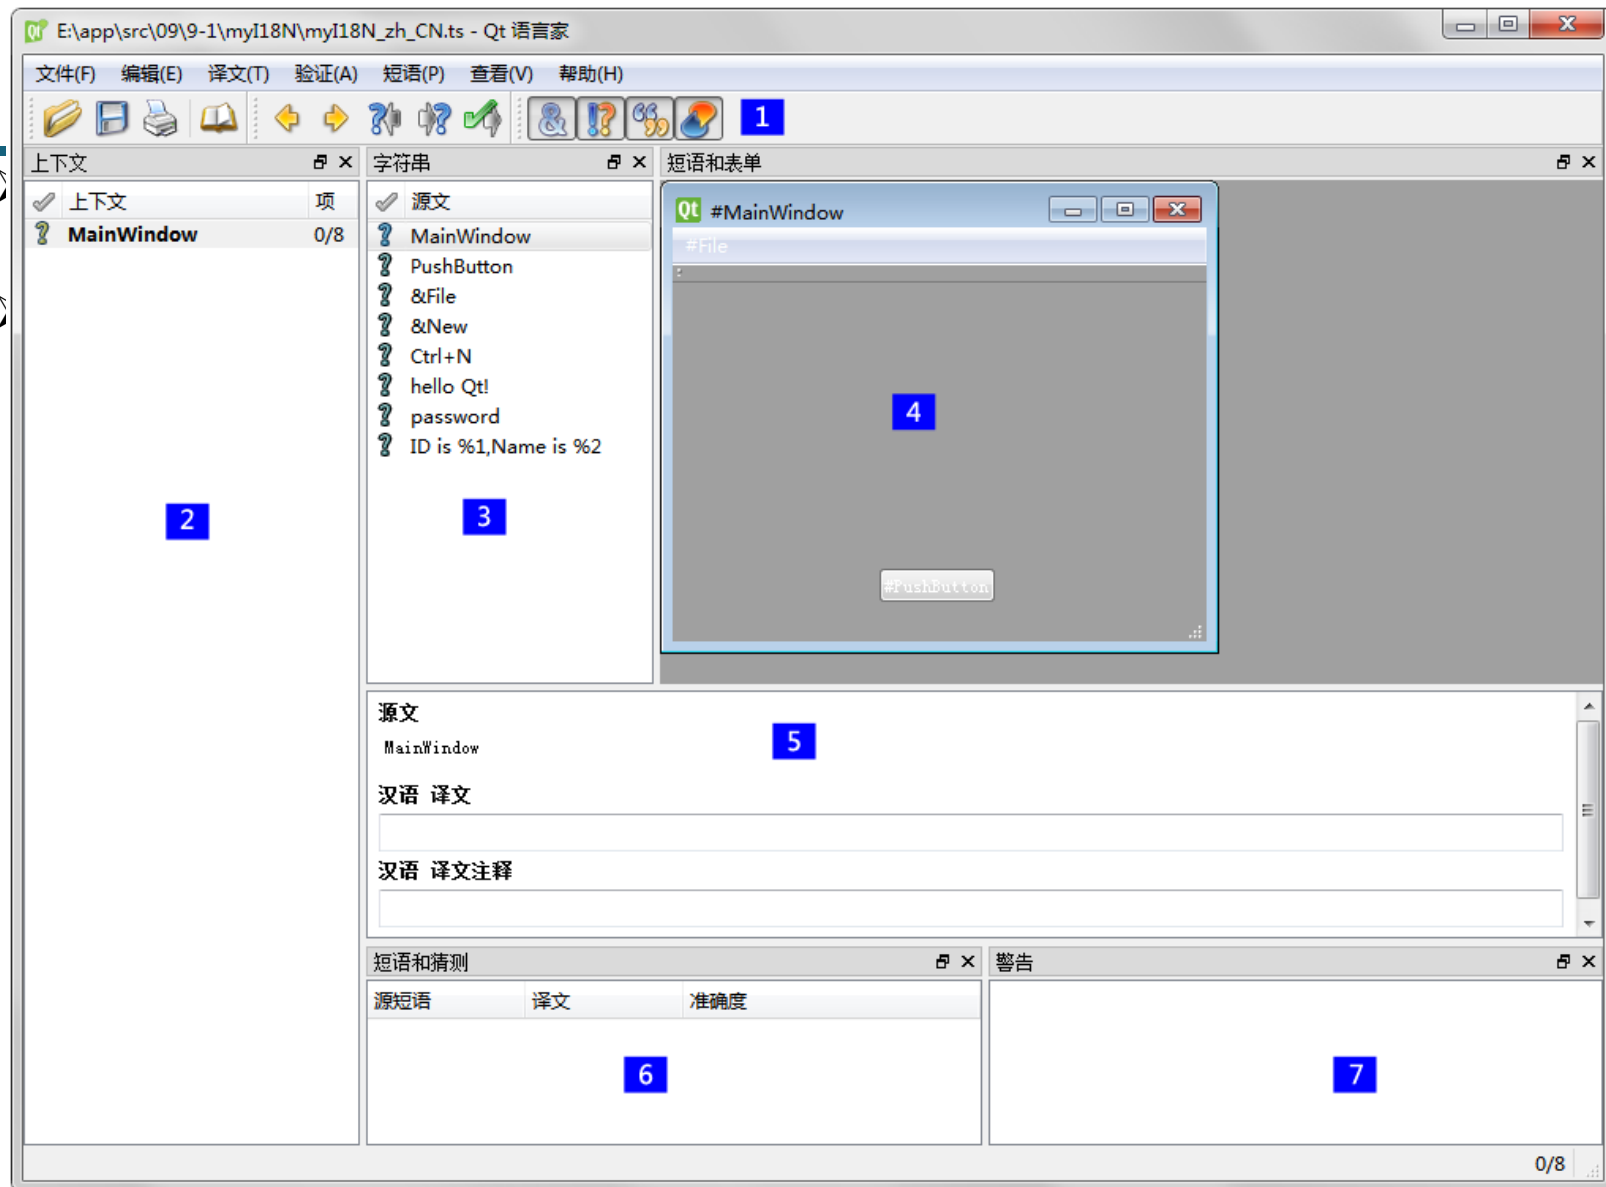 E:\app\src\09\9-1\myI18N\myI18N_zh_CN.ts - Qt 语言家
文件(F) 编辑(E) 译文(T) 验证(A) 短语(P) 查看(V) 帮助(H)
1
上下文
上下文 项
MainWindow 0/8
2
字符串
源文
MainWindow
PushButton
&File
&New
Ctrl+N
hello Qt!
password
ID is %1,Name is %2
3
短语和表单
Qt #MainWindow
#File
4
#PushButton
源文
5
MainWindow
汉语 译文
汉语 译文注释
短语和猜测
源短语 译文 准确度
6
警告
7
0/8